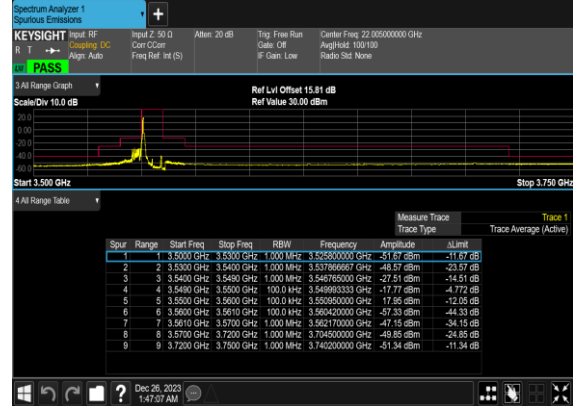 Spectrum Analyzer 1
Spurious Emissions
KEYSIGHT Input: RF Input Z: 50 Ω Atten: 20 dB Trig: Free Run Center Freq: 22.005000000 GHz
R T Coupling: DC Corr CCorr Gate: Off Avg|Hold: 100/100
Align: Auto Freq Ref: Int (S) IF Gain: Low Radio Std: None
LNI PASS
3 All Range Graph
Ref Lvl Offset 15.81 dB
Scale/Div 10.0 dB Ref Value 30.00 dBm
20.0
0.00
-20.0
-40.0
-60.0
Start 3.500 GHz Stop 3.750 GHz
4 All Range Table
Measure Trace Trace 1
Trace Type Trace Average (Active)
Spur Range Start Freq Stop Freq RBW Frequency Amplitude ΔLimit
1 1 3.5000 GHz 3.5300 GHz 1.000 MHz 3.525800000 GHz -51.67 dBm -11.67 dB
2 2 3.5300 GHz 3.5400 GHz 1.000 MHz 3.537866667 GHz -48.57 dBm -23.57 dB
3 3 3.5400 GHz 3.5490 GHz 1.000 MHz 3.546765000 GHz -27.51 dBm -14.51 dB
4 4 3.5490 GHz 3.5500 GHz 100.0 kHz 3.549993333 GHz -17.77 dBm -4.772 dB
5 5 3.5500 GHz 3.5600 GHz 100.0 kHz 3.550950000 GHz 17.95 dBm -12.05 dB
6 6 3.5600 GHz 3.5610 GHz 100.0 kHz 3.560420000 GHz -57.33 dBm -44.33 dB
7 7 3.5610 GHz 3.5700 GHz 1.000 MHz 3.562170000 GHz -47.15 dBm -34.15 dB
8 8 3.5700 GHz 3.7200 GHz 1.000 MHz 3.704500000 GHz -49.85 dBm -24.85 dB
9 9 3.7200 GHz 3.7500 GHz 1.000 MHz 3.740200000 GHz -51.34 dBm -11.34 dB
Dec 26, 2023
1:47:07 AM